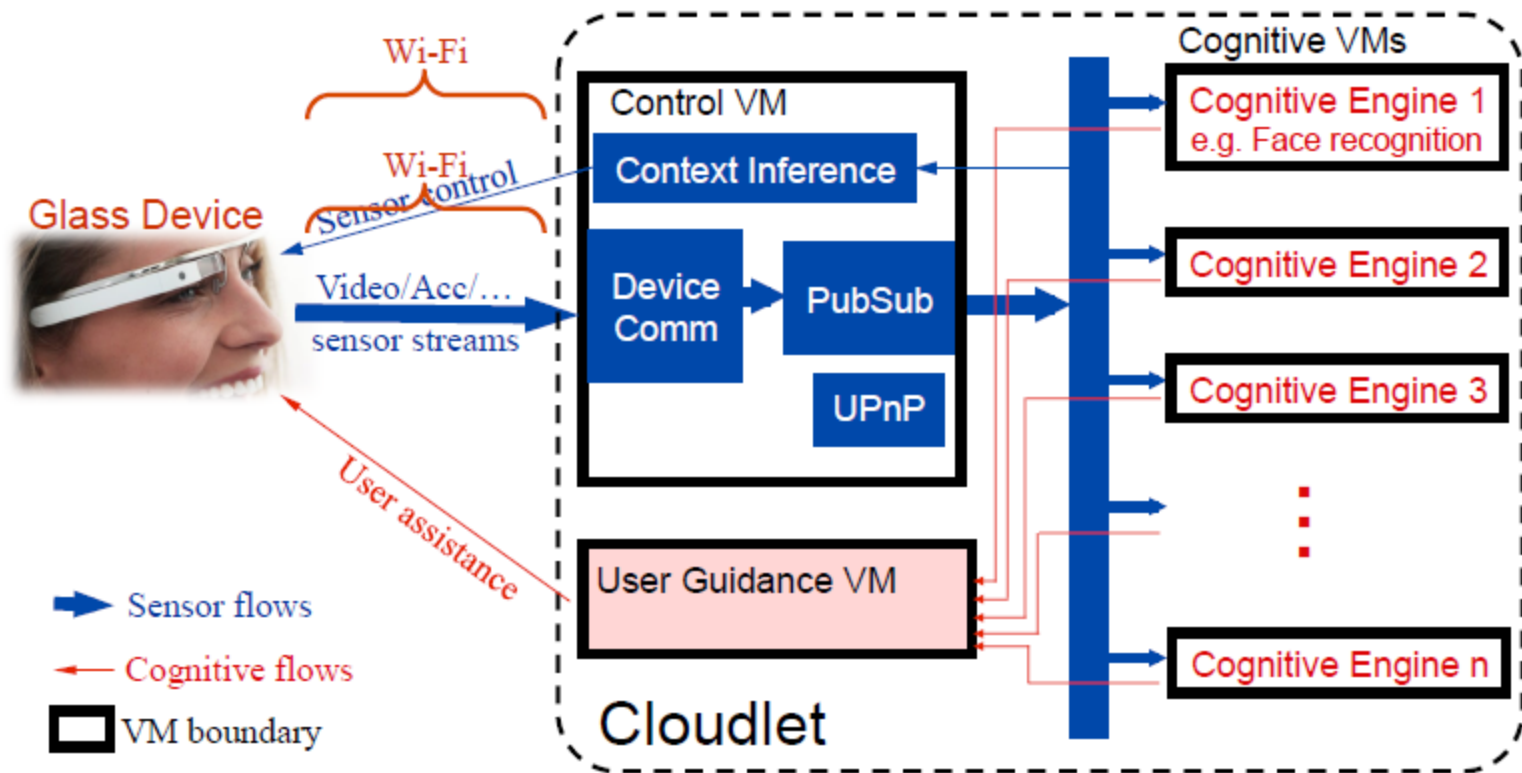 Wi-Fi
Wi-Fi
Sensor control
Glass Device
Video/Acc/…
sensor streams
User assistance
Sensor flows
Cognitive flows
VM boundary
Control VM
Context Inference
Device
Comm
PubSub
UPnP
User Guidance VM
Cloudlet
Cognitive VMs
Cognitive Engine 1
e.g. Face recognition
Cognitive Engine 2
Cognitive Engine 3
Cognitive Engine n